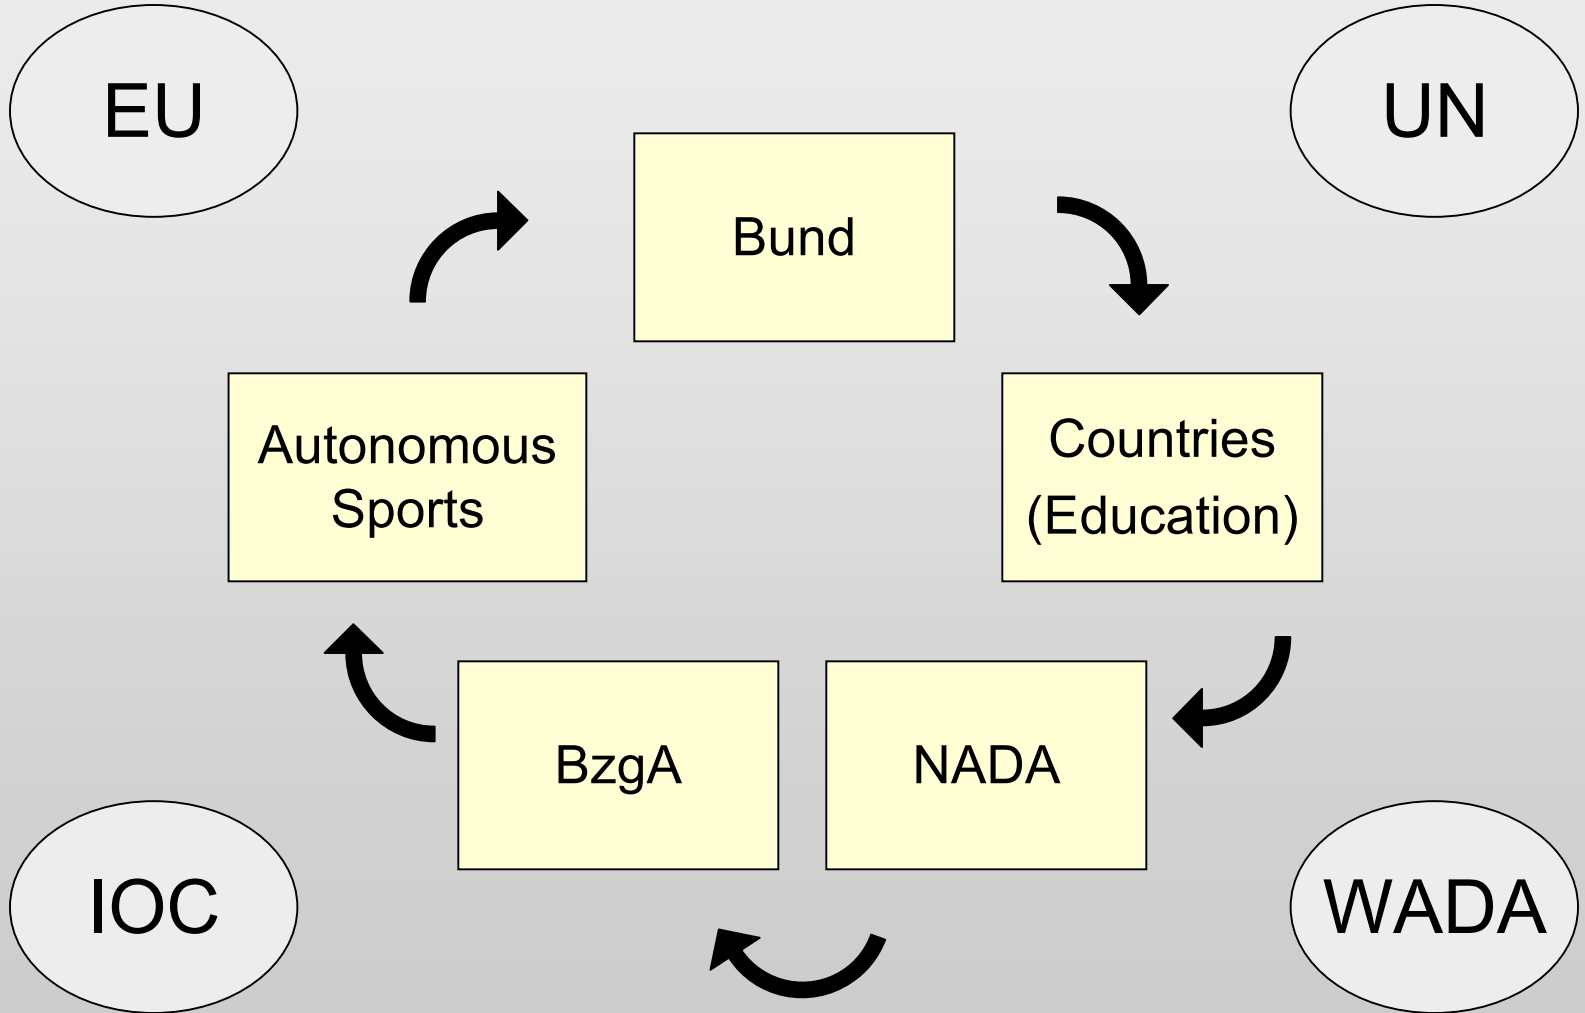 EU
UN
Bund
Autonomous
Sports
Countries
(Education)
BzgA
NADA
IOC
WADA